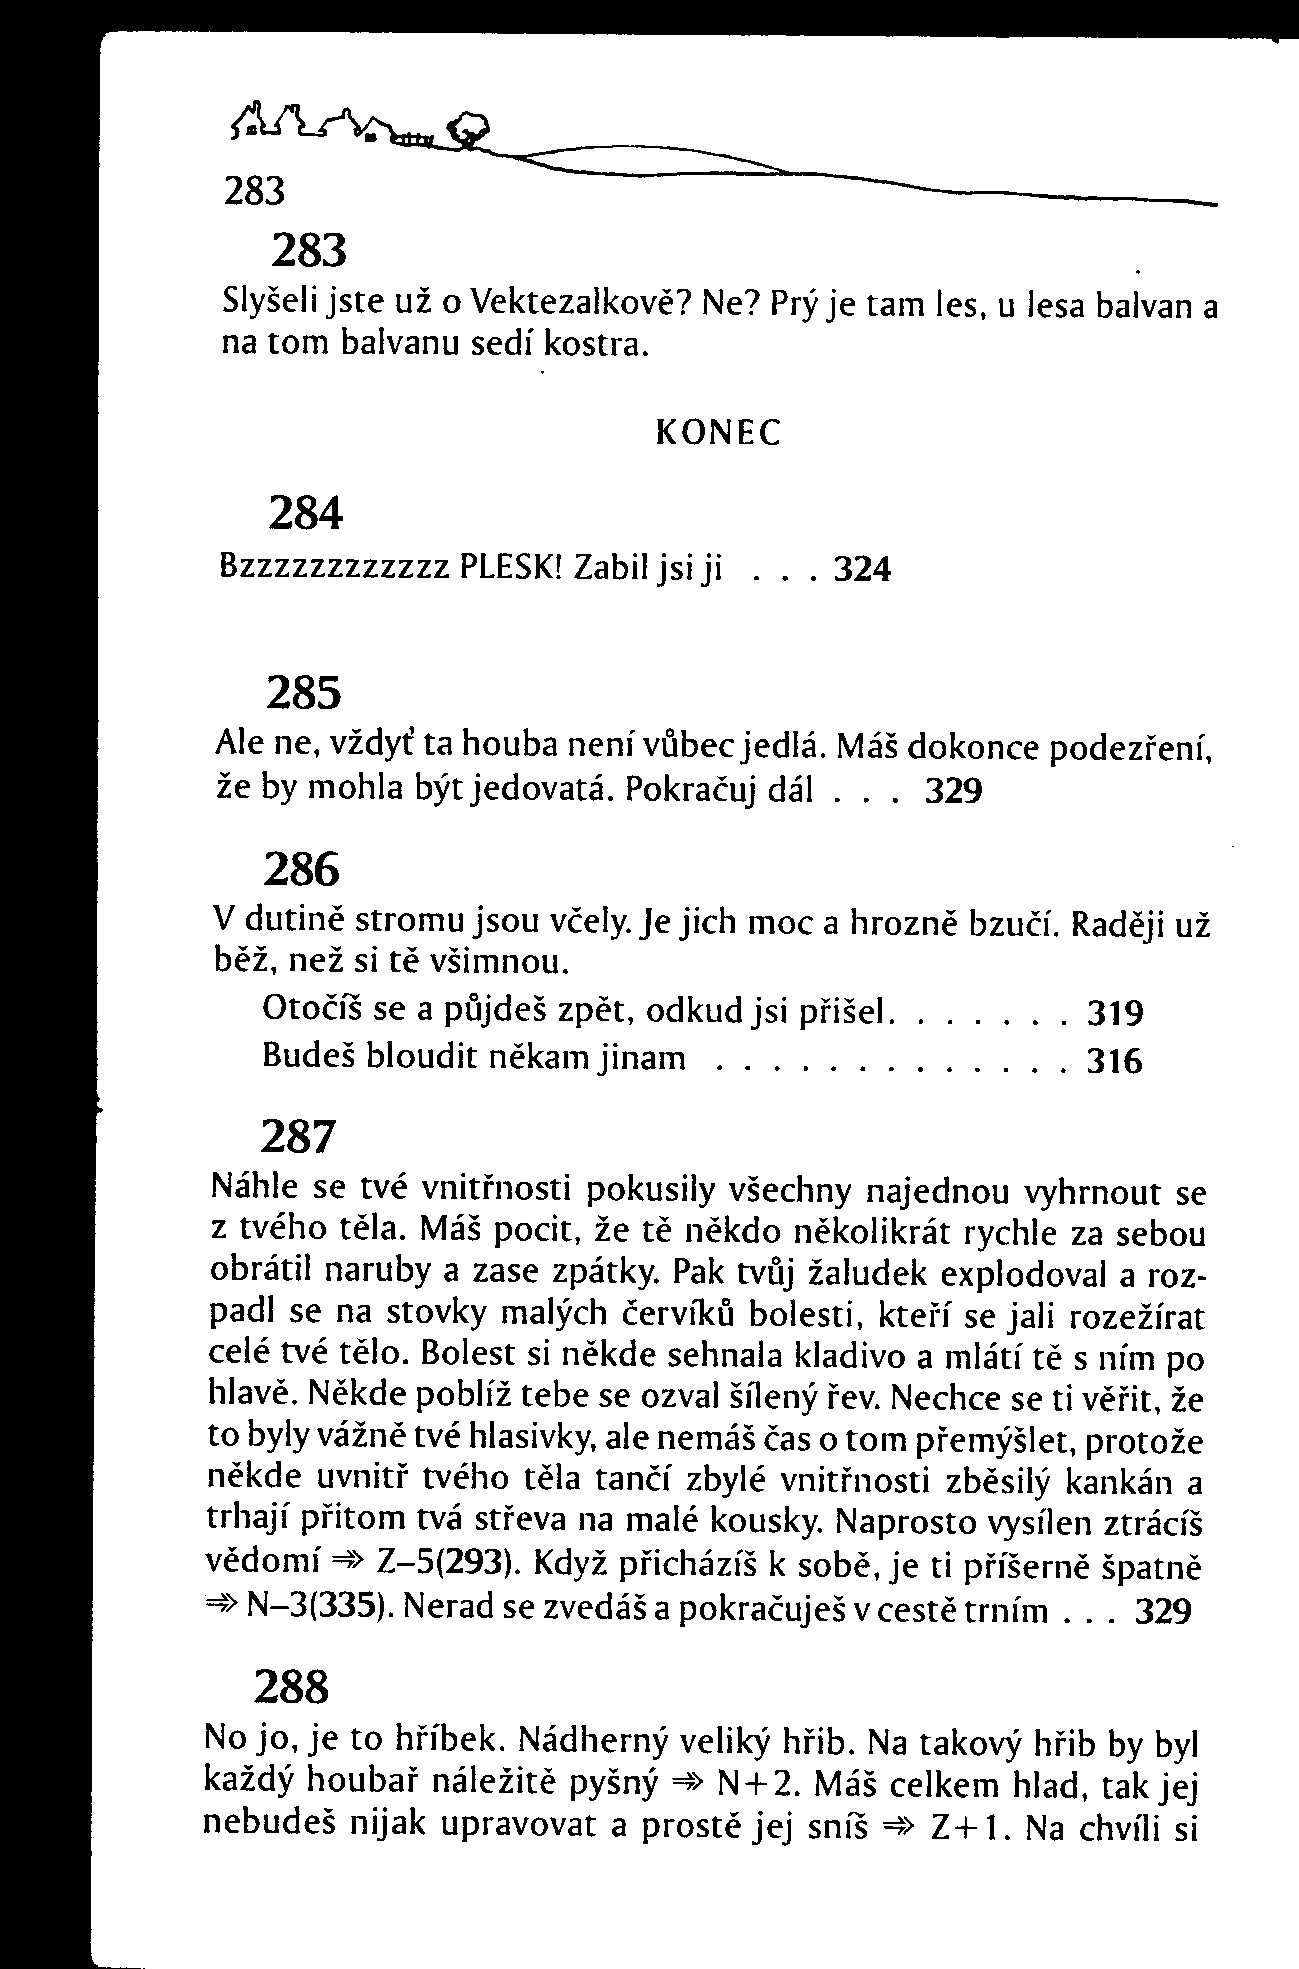 283
283
Slyšeli jste už o Vektezalkově? Ne? Prý je tam les, u lesa balvan a
na tom balvanu sedí kostra.
KONEC
284
Bzzzzzzzzzzzz PLESK! Zabil jsi ji . . . 324
285
Ale ne, vždyť ta houba není vůbec jedlá. Máš dokonce podezření,
že by mohla být jedovatá. Pokračuj dál . . . 329
286
V dutině stromu jsou včely. Je jich moc a hrozně bzučí. Raději už
běž, než si tě všimnou.
Otočíš se a půjdeš zpět, odkud jsi přišel. . . . . . . 319
Budeš bloudit někam jinam . . . . . . . . . . . . . 316
287
Náhle se tvé vnitřnosti pokusily všechny najednou vyhrnout se
z tvého těla. Máš pocit, že tě někdo několikrát rychle za sebou
obrátil naruby a zase zpátky. Pak tvůj žaludek explodoval a roz-
padl se na stovky malých červíků bolesti, kteří se jali rozežírat
celé tvé tělo. Bolest si někde sehnala kladivo a mlátí tě s ním po
hlavě. Někde poblíž tebe se ozval šílený řev. Nechce se ti věřit, že
to byly vážně tvé hlasivky, ale nemáš čas o tom přemýšlet, protože
někde uvnitř tvého těla tančí zbylé vnitřnosti zběsilý kankán a
trhají přitom tvá střeva na malé kousky. Naprosto vysílen ztrácíš
vědomí ⇒ Z–5(293). Když přicházíš k sobě, je ti příšerně špatně
⇒ N–3(335). Nerad se zvedáš a pokračuješ v cestě trním . . . 329
288
No jo, je to hříbek. Nádherný veliký hřib. Na takový hřib by byl
každý houbař náležitě pyšný ⇒ N+2. Máš celkem hlad, tak jej
nebudeš nijak upravovat a prostě jej sníš ⇒ Z+1. Na chvíli si